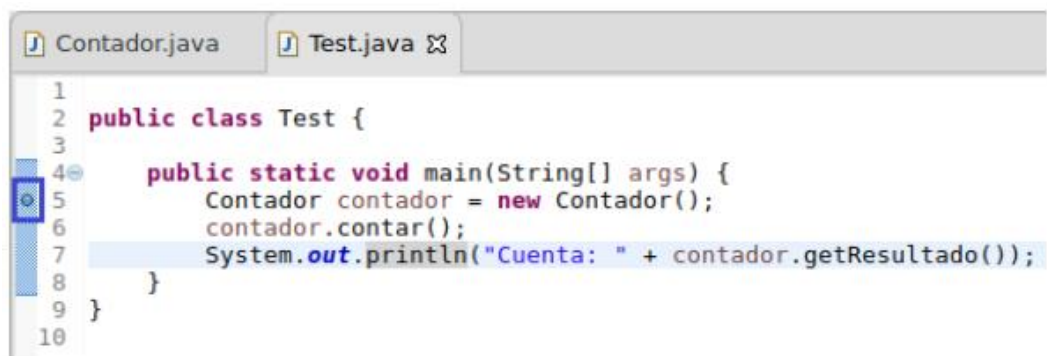 Contador.java Test.java
1
2 public class Test {
3
4 public static void main(String[] args) {
5 Contador contador = new Contador();
6 contador.contar();
7 System.out.println("Cuenta: " + contador.getResultado());
8 }
9 }
10